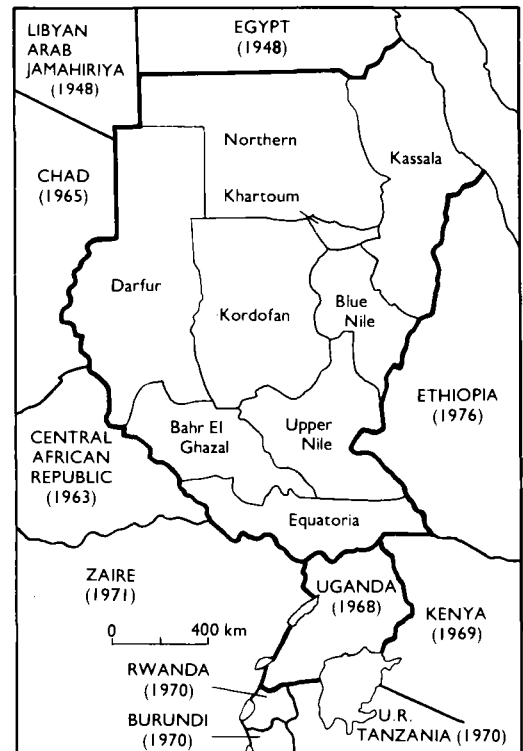 LIBYAN
ARAB
JAMAHIRIYA
(1948)
EGYPT
(1948)
CHAD
(1965)
Northern
Kassala
Khartoum
Darfur
Kordofan
Blue
Nile
ETHIOPIA
(1976)
CENTRAL
AFRICAN
REPUBLIC
(1963)
Bahr El
Ghazal
Upper
Nile
Equatoria
ZAIRE
(1971)
UGANDA
(1968)
KENYA
(1969)
0 400 km
RWANDA
(1970)
BURUNDI
(1970)
U.R.
TANZANIA (1970)